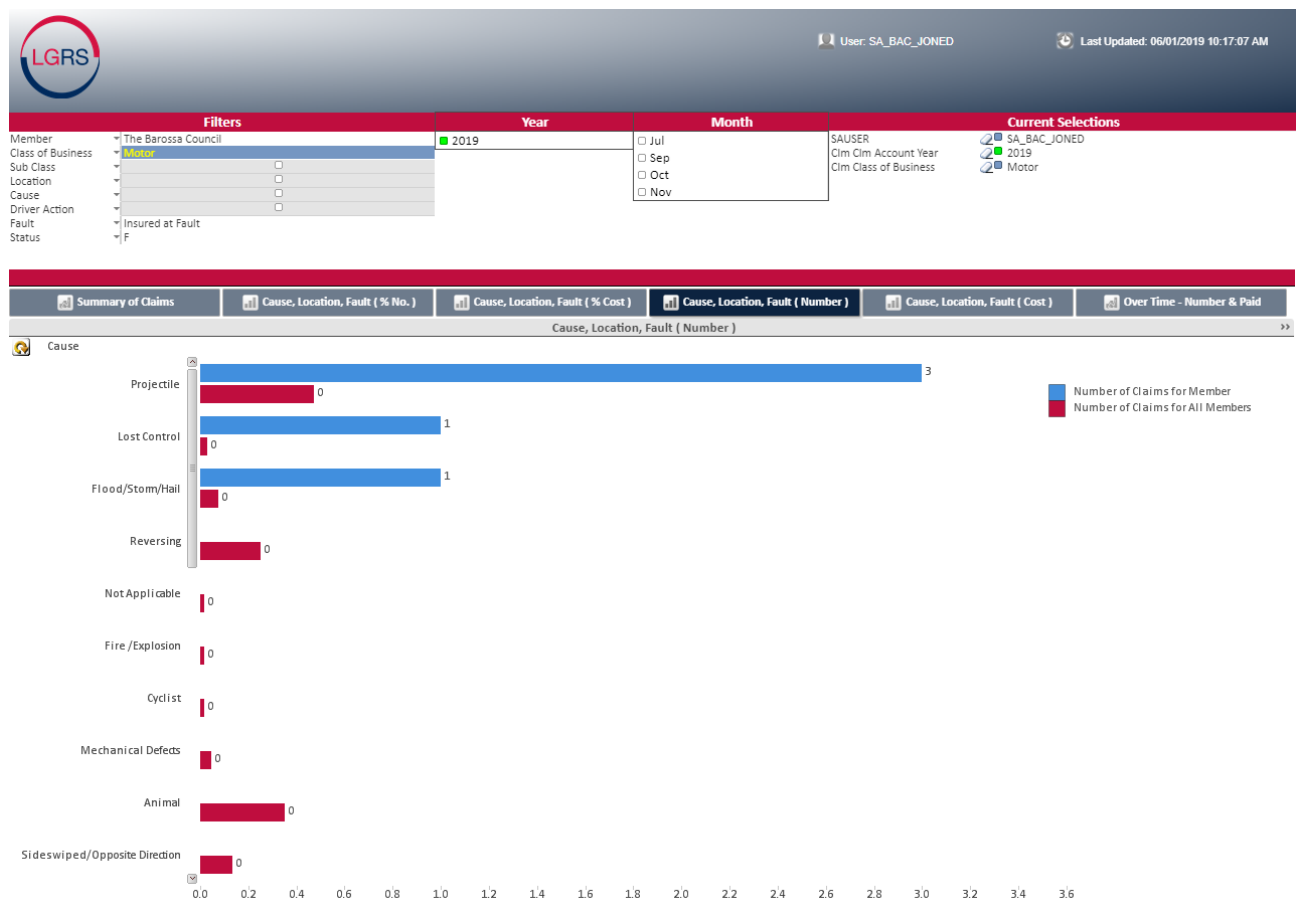 LGRS
User: SA_BAC_JONED
Last Updated: 06/01/2019 10:17:07 AM
Filters
Year
Month
Current Selections
Member
The Barossa Council
Class of Business
Motor
Sub Class
Location
Cause
Driver Action
Fault
Insured at Fault
Status
F
2019
Jul
Sep
Oct
Nov
SAUSER
SA_BAC_JONED
Clm Clm Account Year
2019
Clm Class of Business
Motor
Summary of Claims
Cause, Location, Fault ( % No. )
Cause, Location, Fault ( % Cost )
Cause, Location, Fault ( Number )
Cause, Location, Fault ( Cost )
Over Time - Number & Paid
Cause, Location, Fault ( Number )
>>
Cause
Projectile
3
0
Number of Claims for Member
Number of Claims for All Members
Lost Control
1
0
Flood/Storm/Hail
1
0
Reversing
0
Not Applicable
0
Fire /Explosion
0
Cyclist
0
Mechanical Defects
0
Animal
0
Sideswiped/Opposite Direction
0
0.0 0.2 0.4 0.6 0.8 1.0 1.2 1.4 1.6 1.8 2.0 2.2 2.4 2.6 2.8 3.0 3.2 3.4 3.6